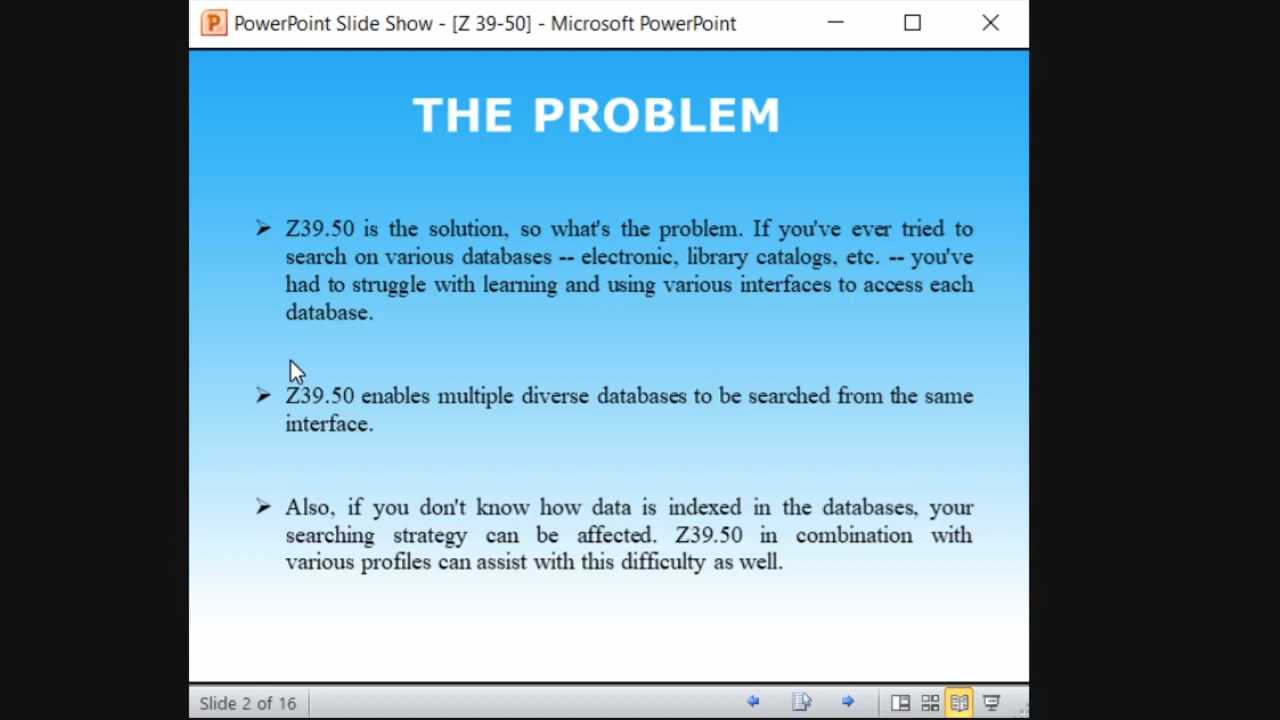 PowerPoint Slide Show - [Z 39-50] - Microsoft PowerPoint
THE PROBLEM
Z39.50 is the solution, so what's the problem. If you've ever tried to
search on various databases -- electronic, library catalogs, etc. -- you've
had to struggle with learning and using various interfaces to access each
database.
Z39.50 enables multiple diverse databases to be searched from the same
interface.
Also, if you don't know how data is indexed in the databases, your
searching strategy can be affected. Z39.50 in combination with
various profiles can assist with this difficulty as well.
Slide 2 of 16